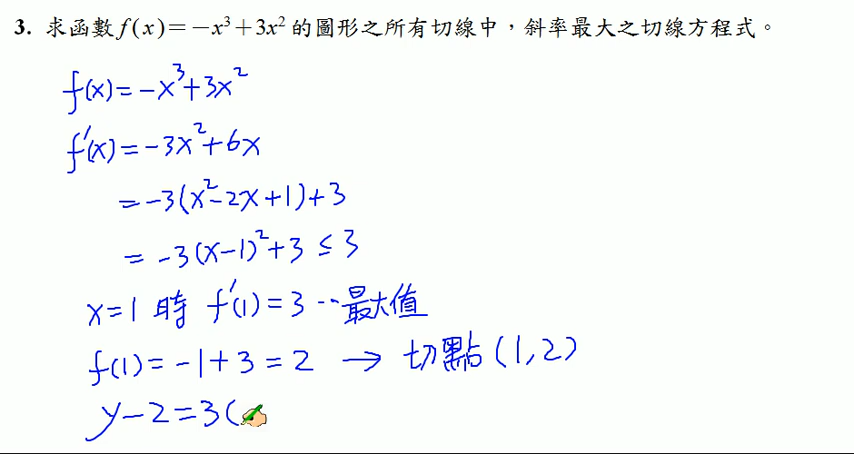 3. 求函數 f(x)=−x³+3x² 的圖形之所有切線中，斜率最大之切線方程式。
f(x)=−x³+3x²
f′(x)=−3x²+6x
=−3(x²−2x+1)+3
=−3(x−1)²+3≤3
x=1 時 f′(1)=3 …最大值
f(1)=−1+3=2 → 切點(1,2)
y−2=3(